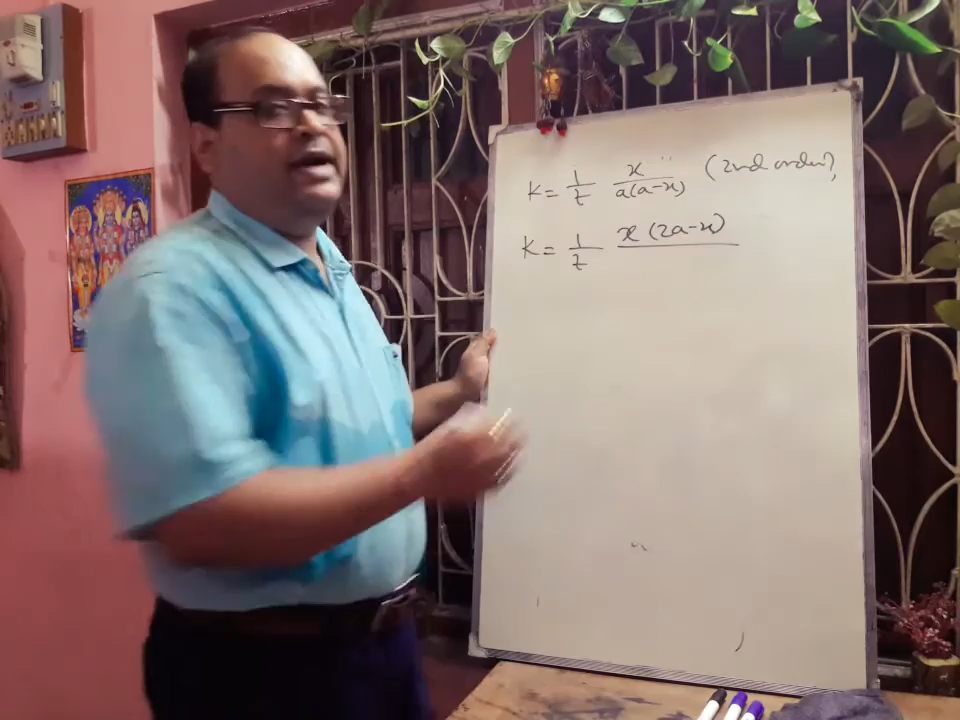 K = 1/t x/a(a-x) (2nd order)
K = 1/t x(2a-x)